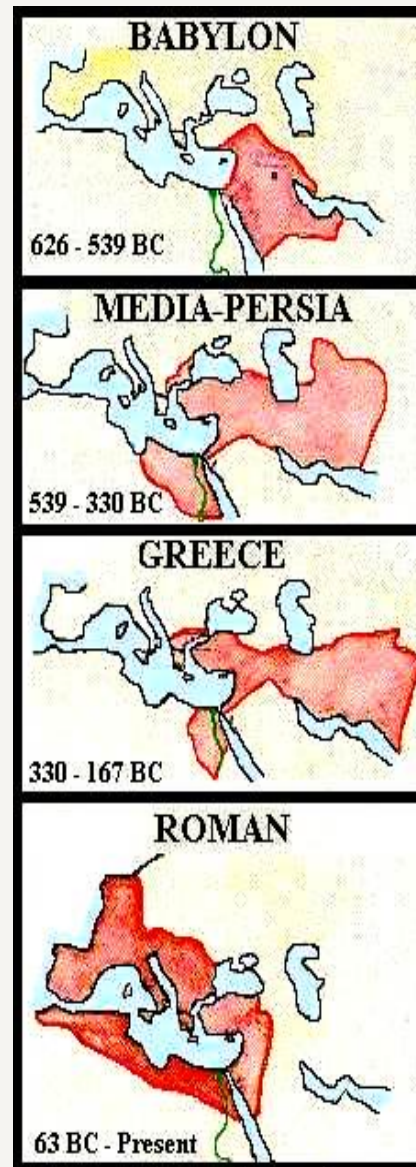 BABYLON
626 - 539 BC
MEDIA-PERSIA
539 - 330 BC
GREECE
330 - 167 BC
ROMAN
63 BC - Present